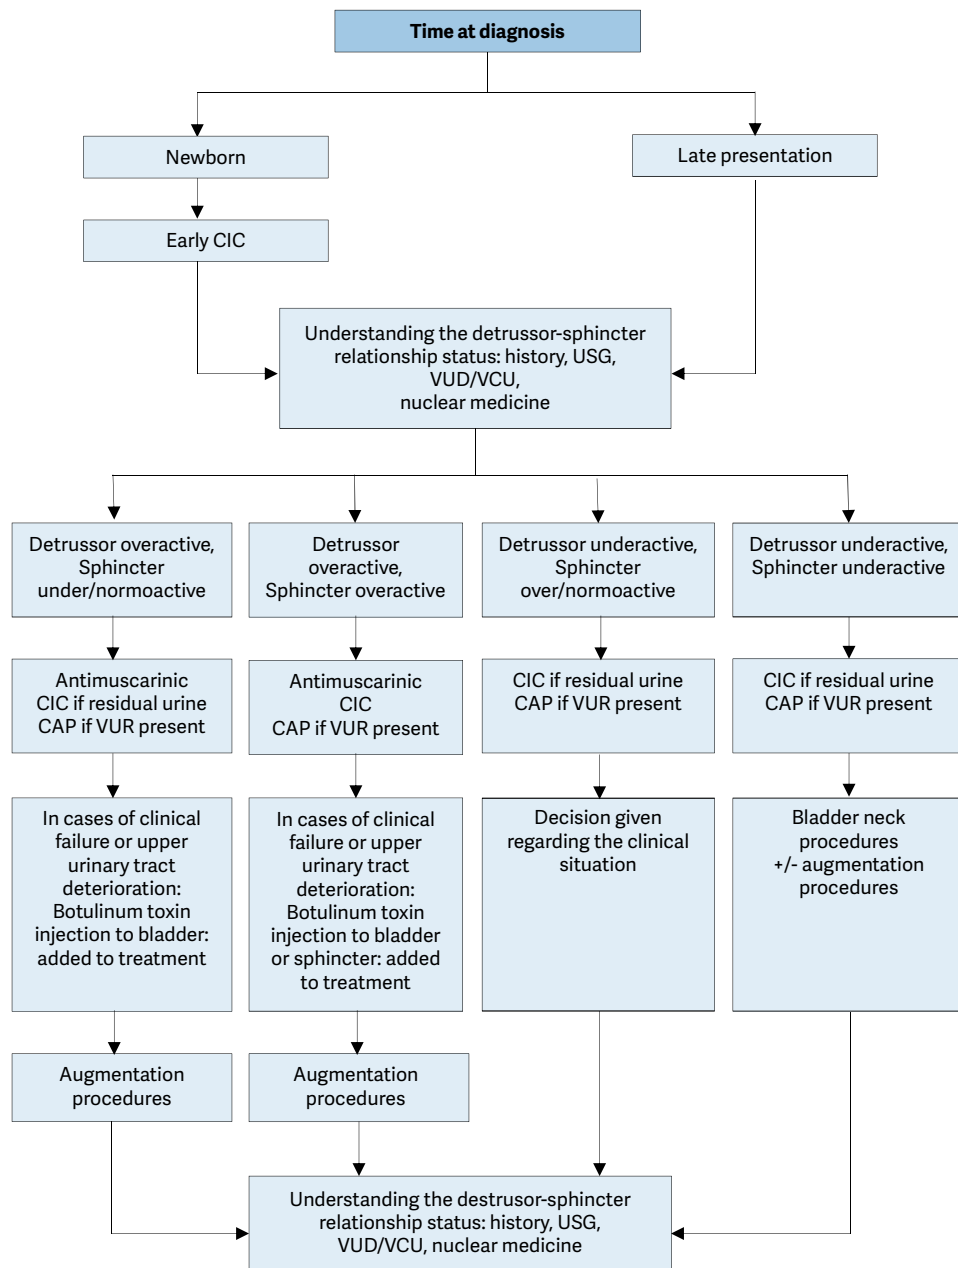 Time at diagnosis
Newborn
Late presentation
Early CIC
Understanding the detrussor-sphincter
relationship status: history, USG,
VUD/VCU,
nuclear medicine
Detrussor overactive,
Sphincter
under/normoactive
Detrussor
overactive,
Sphincter overactive
Detrussor underactive,
Sphincter
over/normoactive
Detrussor underactive,
Sphincter underactive
Antimuscarinic
CIC if residual urine
CAP if VUR present
Antimuscarinic
CIC
CAP if VUR present
CIC if residual urine
CAP if VUR present
CIC if residual urine
CAP if VUR present
In cases of clinical
failure or upper
urinary tract
deterioration:
Botulinum toxin
injection to bladder:
added to treatment
In cases of clinical
failure or upper
urinary tract
deterioration:
Botulinum toxin
injection to bladder
or sphincter: added
to treatment
Decision given
regarding the clinical
situation
Bladder neck
procedures
+/- augmentation
procedures
Augmentation
procedures
Augmentation
procedures
Understanding the destrusor-sphincter
relationship status: history, USG,
VUD/VCU, nuclear medicine